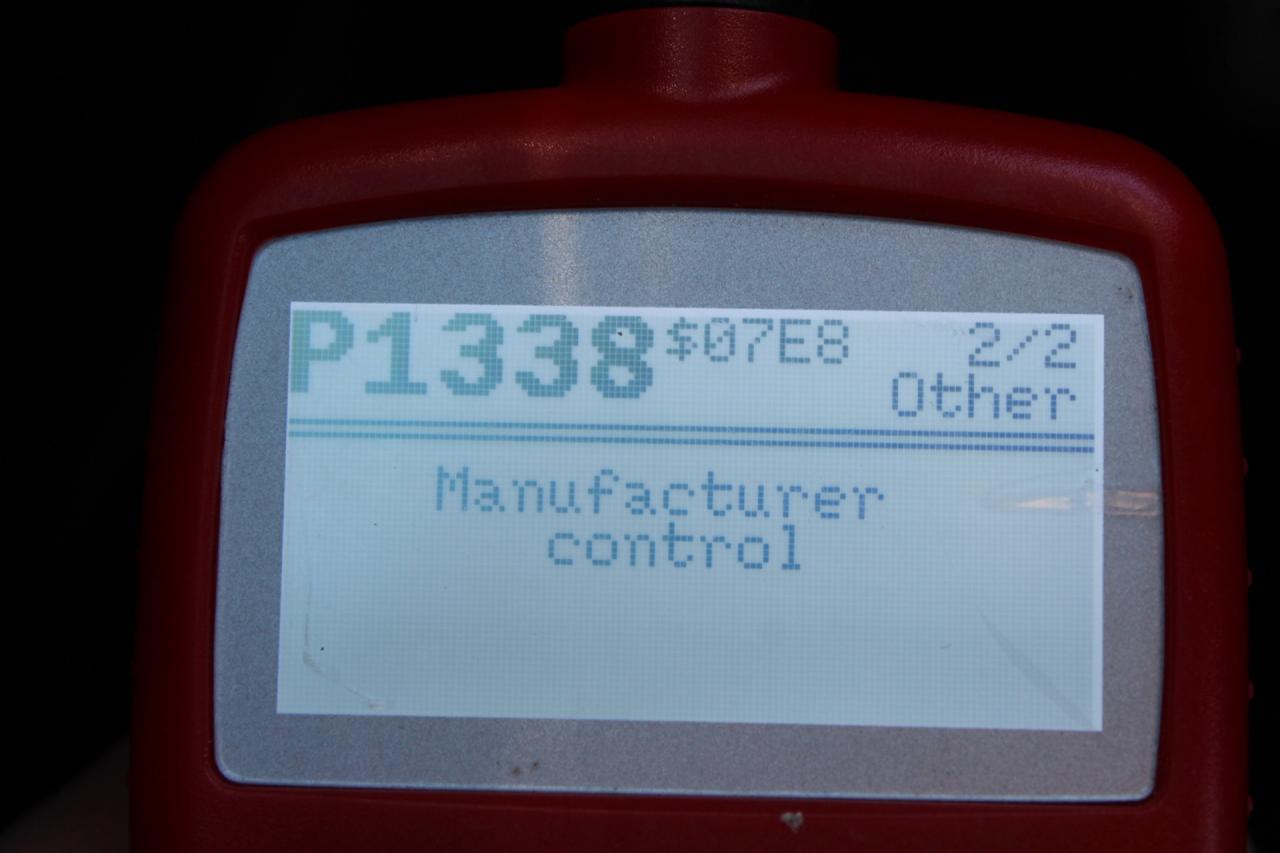 P1338 $07E8 2/2
Other
Manufacturer
control